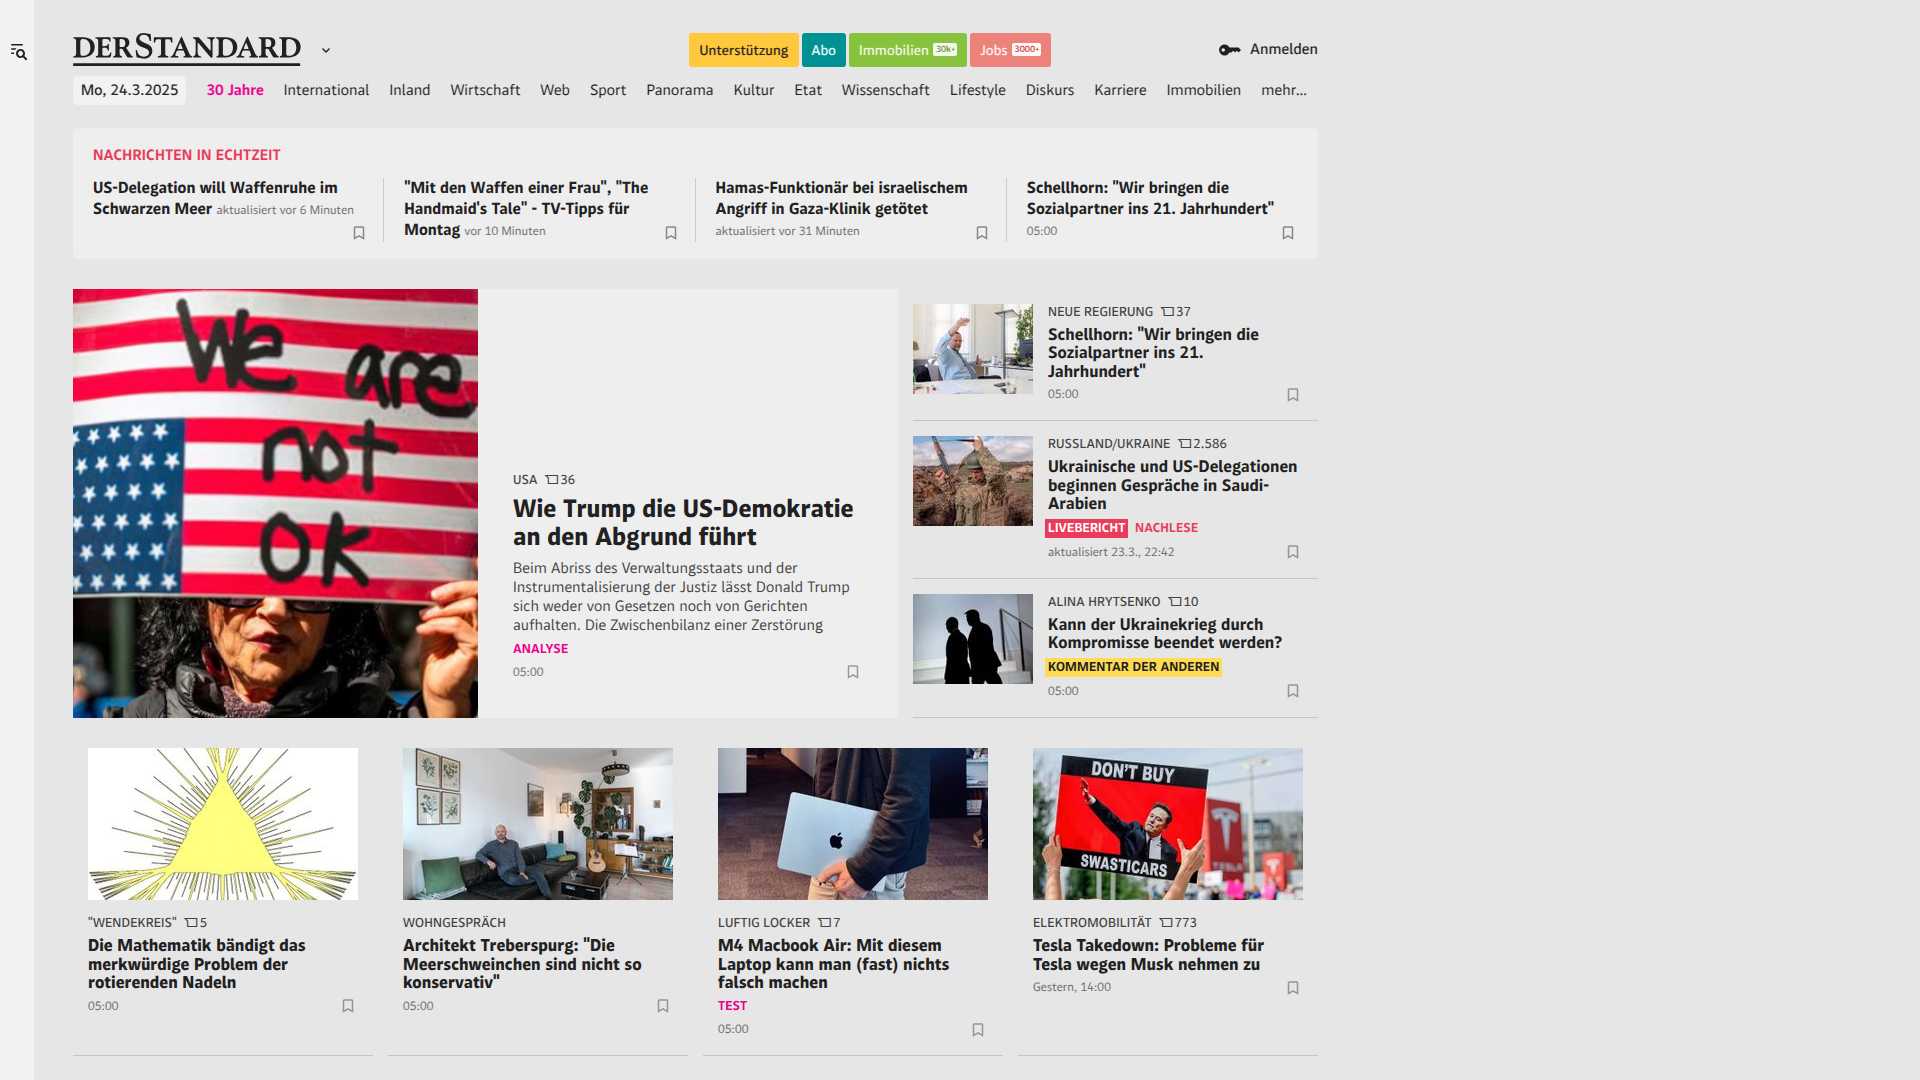 DERSTANDARD
Unterstützung
Abo
Immobilien 30k+
Jobs 3000+
Anmelden
Mo, 24.3.2025
30 Jahre
International
Inland
Wirtschaft
Web
Sport
Panorama
Kultur
Etat
Wissenschaft
Lifestyle
Diskurs
Karriere
Immobilien
mehr...
NACHRICHTEN IN ECHTZEIT
US-Delegation will Waffenruhe im
Schwarzen Meer aktualisiert vor 6 Minuten
"Mit den Waffen einer Frau", "The
Handmaid's Tale" - TV-Tipps für
Montag vor 10 Minuten
Hamas-Funktionär bei israelischem
Angriff in Gaza-Klinik getötet
aktualisiert vor 31 Minuten
Schellhorn: "Wir bringen die
Sozialpartner ins 21. Jahrhundert"
05:00
We are
not
OK
USA 36
Wie Trump die US-Demokratie
an den Abgrund führt
Beim Abriss des Verwaltungsstaats und der
Instrumentalisierung der Justiz lässt Donald Trump
sich weder von Gesetzen noch von Gerichten
aufhalten. Die Zwischenbilanz einer Zerstörung
ANALYSE
05:00
NEUE REGIERUNG 37
Schellhorn: "Wir bringen die
Sozialpartner ins 21.
Jahrhundert"
05:00
RUSSLAND/UKRAINE 2.586
Ukrainische und US-Delegationen
beginnen Gespräche in Saudi-
Arabien
LIVEBERICHT NACHLESE
aktualisiert 23.3., 22:42
ALINA HRYTSENKO 10
Kann der Ukrainekrieg durch
Kompromisse beendet werden?
KOMMENTAR DER ANDEREN
05:00
"WENDEKREIS" 5
Die Mathematik bändigt das
merkwürdige Problem der
rotierenden Nadeln
05:00
WOHNGESPRÄCH
Architekt Treberspurg: "Die
Meerschweinchen sind nicht so
konservativ"
05:00
LUFTIG LOCKER 7
M4 Macbook Air: Mit diesem
Laptop kann man (fast) nichts
falsch machen
TEST
05:00
DON'T BUY
SWASTICARS
TESLA
ELEKTROMOBILITÄT 773
Tesla Takedown: Probleme für
Tesla wegen Musk nehmen zu
Gestern, 14:00